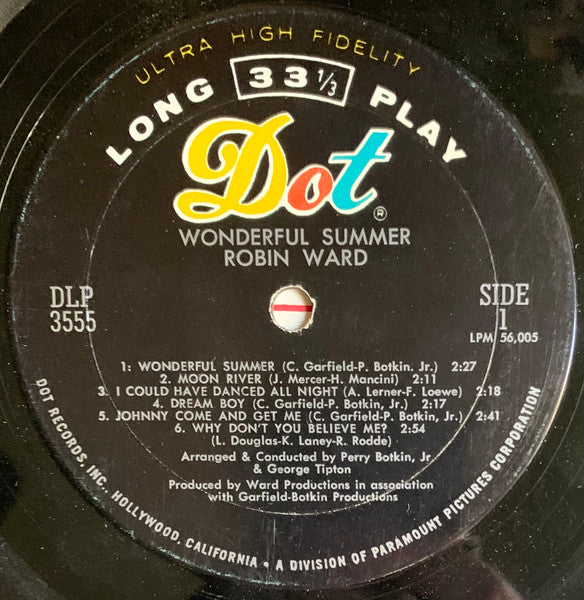 ULTRA HIGH FIDELITY
LONG 33 1/3 PLAY
Dot®
WONDERFUL SUMMER
ROBIN WARD
DLP
3555
SIDE
1
LPM 56,005
1: WONDERFUL SUMMER (C. Garfield-P. Botkin. Jr.) 2:27
2: MOON RIVER (J. Mercer-H. Mancini) 2:11
3: I COULD HAVE DANCED ALL NIGHT (A. Lerner-F. Loewe) 2:18
4: DREAM BOY (C. Garfield-P. Botkin, Jr.) 2:17
5: JOHNNY COME AND GET ME (C. Garfield-P. Botkin, Jr.) 2:41
6: WHY DON'T YOU BELIEVE ME? 2:54
(L. Douglas-K. Laney-R. Rodde)
Arranged & Conducted by Perry Botkin, Jr.
& George Tipton
Produced by Ward Productions in association
with Garfield-Botkin Productions
DOT RECORDS, INC. HOLLYWOOD, CALIFORNIA • A DIVISION OF PARAMOUNT PICTURES CORPORATION